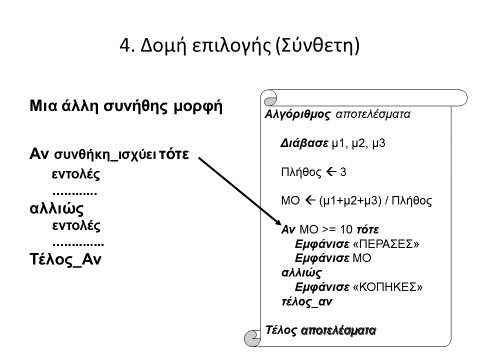 4. Δομή επιλογής (Σύνθετη)
Μια άλλη συνήθης μορφή
Αν συνθήκη_ισχύει τότε
εντολές
............
αλλιώς
εντολές
..............
Τέλος_Αν
Αλγόριθμος αποτελέσματα
Διάβασε μ1, μ2, μ3
Πλήθος ← 3
ΜΟ ← (μ1+μ2+μ3) / Πλήθος
Αν ΜΟ >= 10 τότε
Εμφάνισε «ΠΕΡΑΣΕΣ»
Εμφάνισε ΜΟ
αλλιώς
Εμφάνισε «ΚΟΠΗΚΕΣ»
τέλος_αν
Τέλος αποτελέσματα